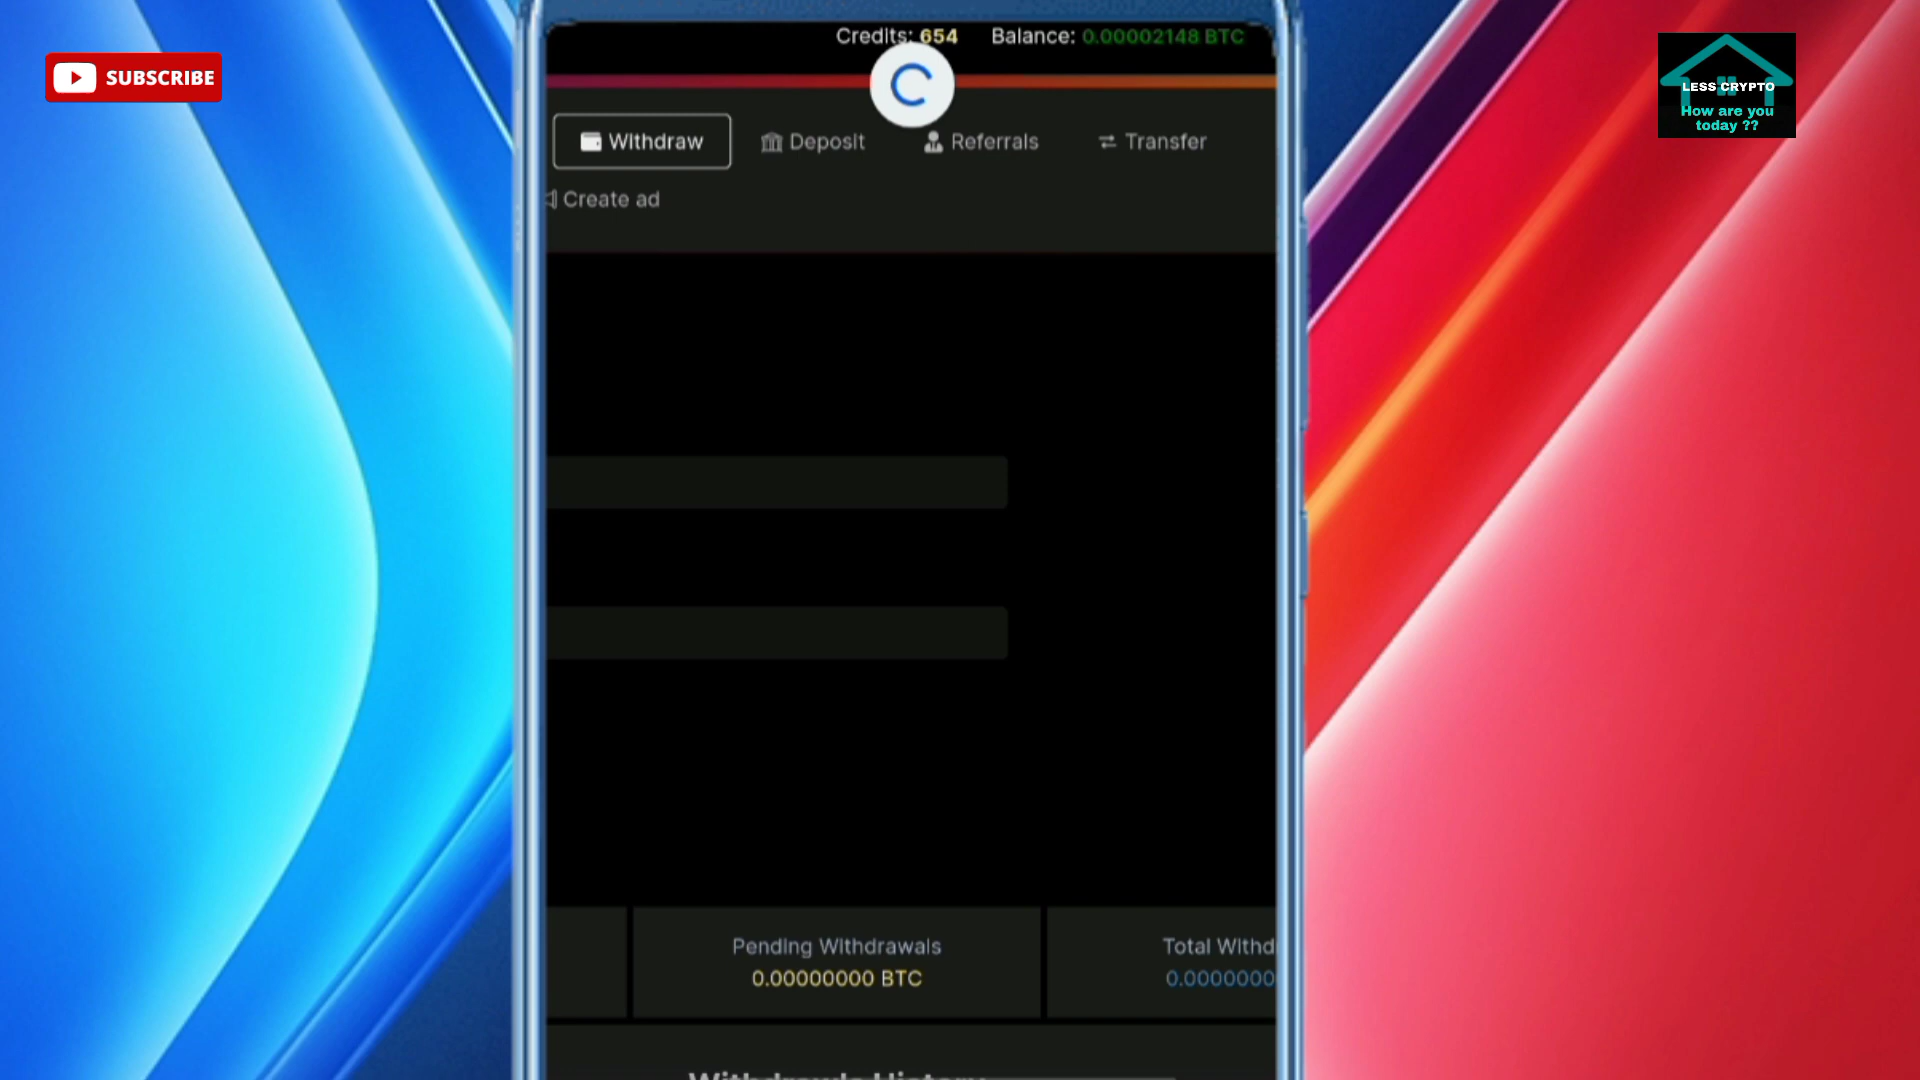 SUBSCRIBE
Credits: 654 Balance: 0.00002148 BTC
LESS CRYPTO
How are you
today ??
Withdraw Deposit Referrals Transfer
Create ad
Pending Withdrawals Total Withd
0.00000000 BTC 0.0000000